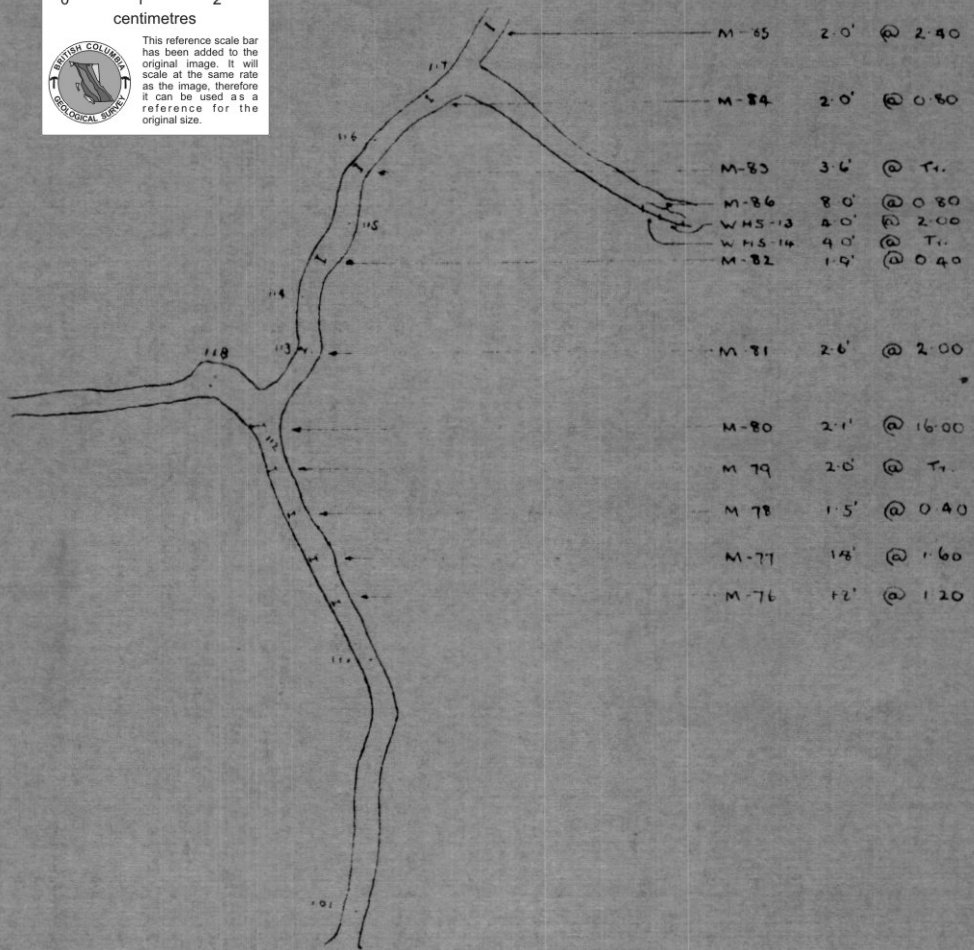 0 1 2
centimetres
BRITISH COLUMBIA
GEOLOGICAL SURVEY
This reference scale bar
has been added to the
original image. It will
scale at the same rate
as the image, therefore
it can be used as a
reference for the
original size.
M-65 2.0' @ 2.40
117
M-84 2.0' @ 0.80
116
M-83 3.6' @ Tr.
M-86 8.0' @ 0.80
115
WHS-13 4.0' @ 2.00
WHS-14 4.0' @ Tr.
M-82 1.9' @ 0.40
114
113
M-81 2.6' @ 2.00
118
M-80 2.1' @ 16.00
112
M 79 2.0' @ Tr.
M 78 1.5' @ 0.40
M-77 1.8' @ 1.60
M-76 1.2' @ 1.20